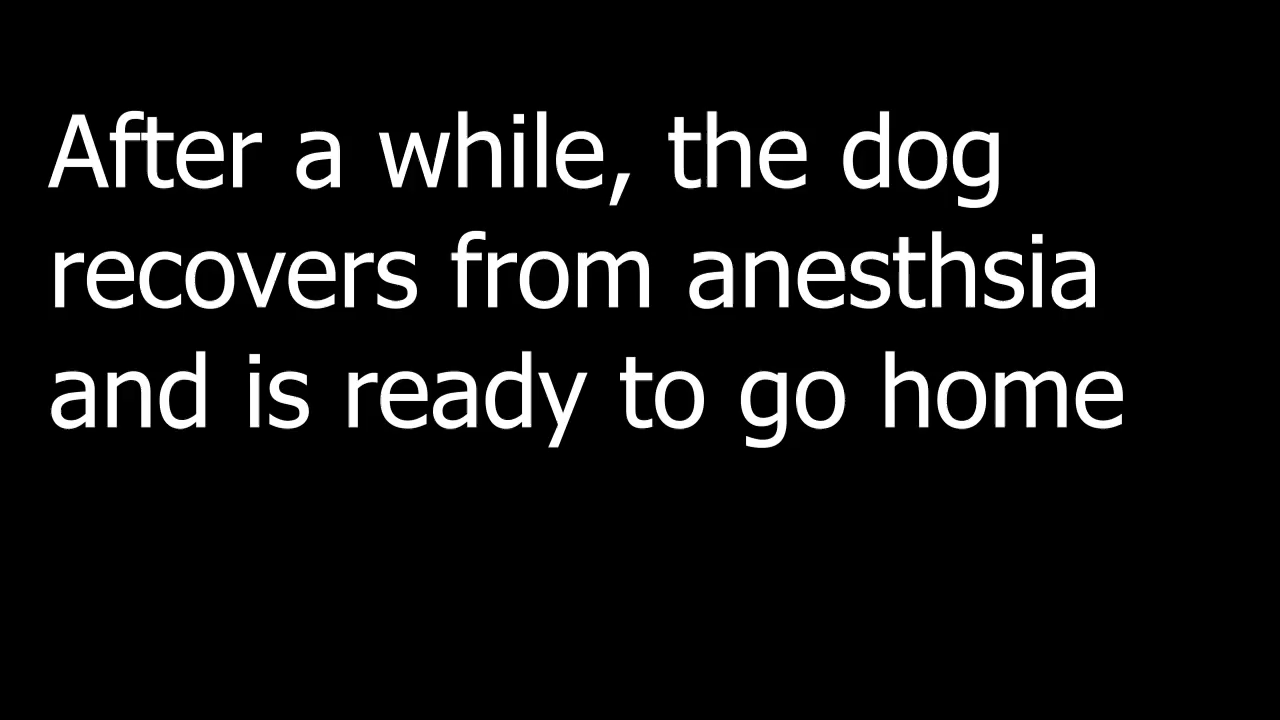 After a while, the dog
recovers from anesthsia
and is ready to go home